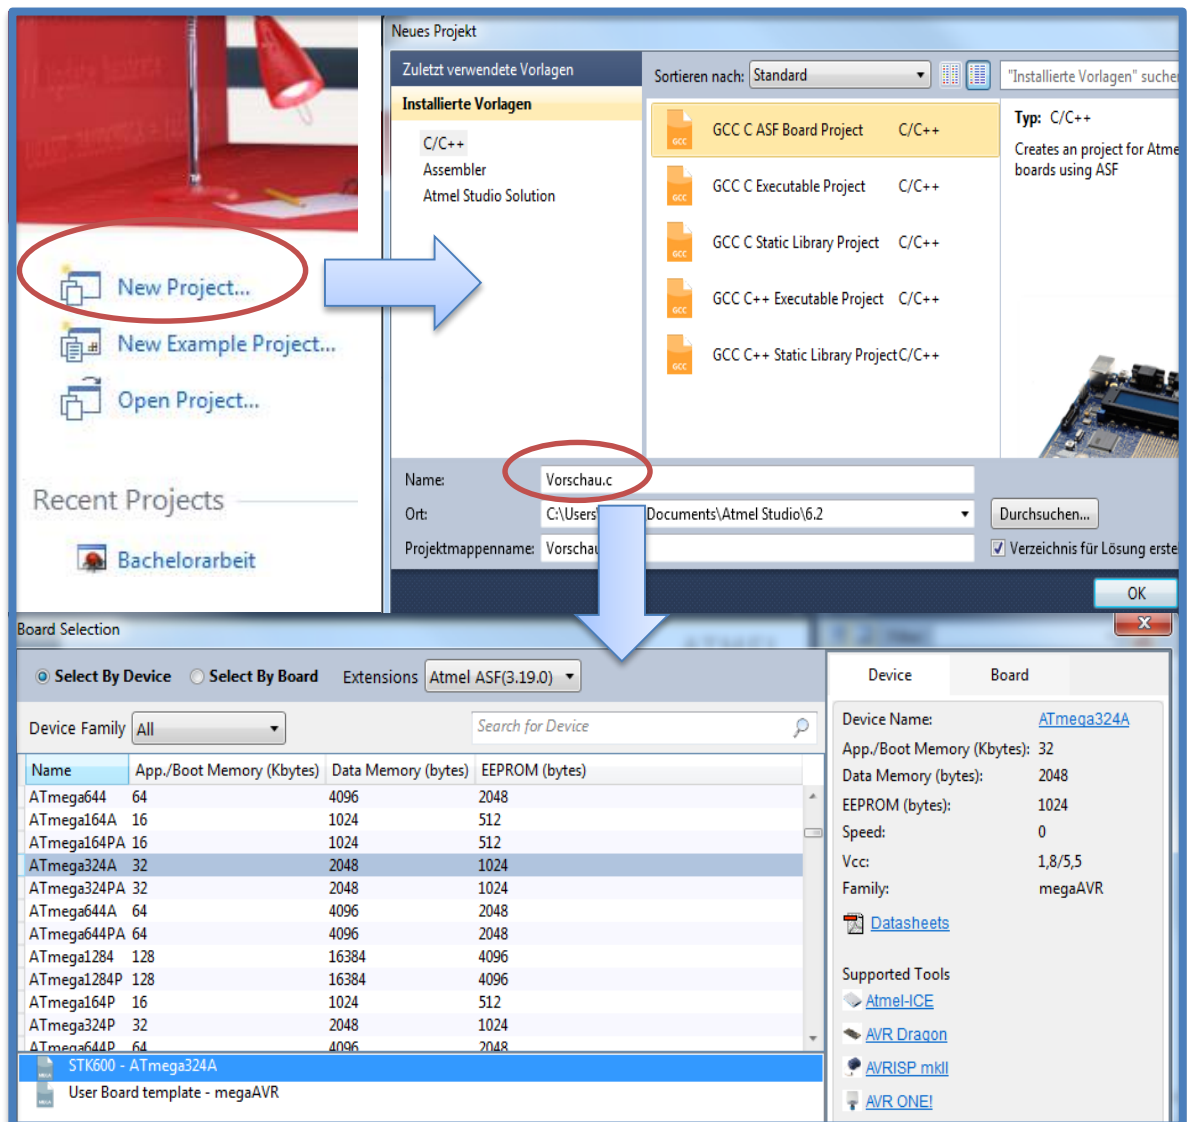 New Project...
New Example Project...
Open Project...
Recent Projects
Bachelorarbeit
Neues Projekt
Zuletzt verwendete Vorlagen
Installierte Vorlagen
C/C++
Assembler
Atmel Studio Solution
Sortieren nach: Standard
"Installierte Vorlagen" suche
GCC C ASF Board Project C/C++
GCC C Executable Project C/C++
GCC C Static Library Project C/C++
GCC C++ Executable Project C/C++
GCC C++ Static Library Project C/C++
Typ: C/C++
Creates an project for Atme
boards using ASF
Name: Vorschau.c
Ort: C:\Users\ Documents\Atmel Studio\6.2 Durchsuchen...
Projektmappenname: Vorschau Verzeichnis für Lösung erste
OK
Board Selection
Select By Device Select By Board Extensions Atmel ASF(3.19.0)
Device Family All Search for Device
Name App./Boot Memory (Kbytes) Data Memory (bytes) EEPROM (bytes)
ATmega644 64 4096 2048
ATmega164A 16 1024 512
ATmega164PA 16 1024 512
ATmega324A 32 2048 1024
ATmega324PA 32 2048 1024
ATmega644A 64 4096 2048
ATmega644PA 64 4096 2048
ATmega1284 128 16384 4096
ATmega1284P 128 16384 4096
ATmega164P 16 1024 512
ATmega324P 32 2048 1024
ATmega644P 64 4096 2048
STK600 - ATmega324A
User Board template - megaAVR
Device Board
Device Name: ATmega324A
App./Boot Memory (Kbytes): 32
Data Memory (bytes): 2048
EEPROM (bytes): 1024
Speed: 0
Vcc: 1,8/5,5
Family: megaAVR
Datasheets
Supported Tools
Atmel-ICE
AVR Dragon
AVRISP mkII
AVR ONE!